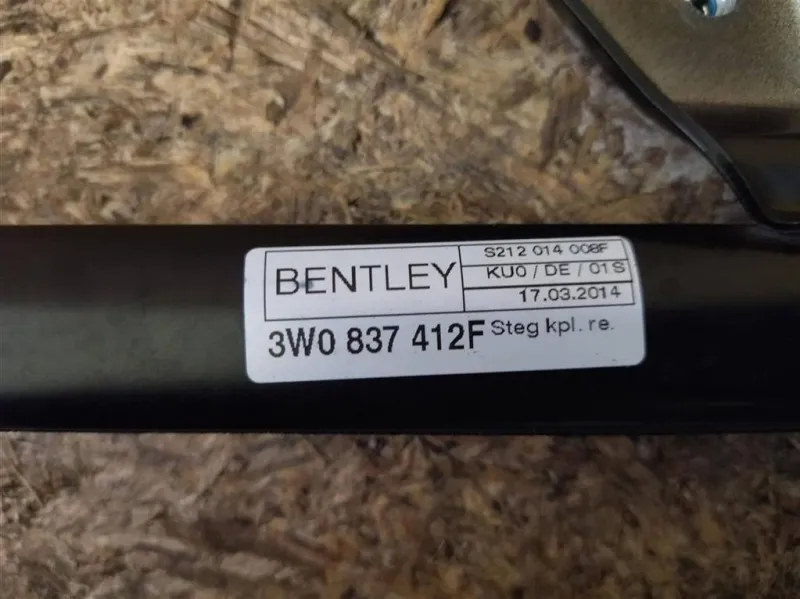 BENTLEY
S212 014 008F
KU0 / DE / 01S
17.03.2014
3W0 837 412F Steg kpl. re.